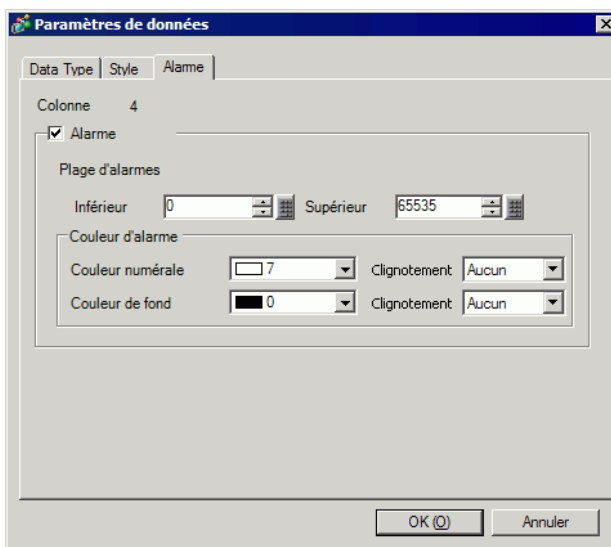 Paramètres de données
Data Type Style Alarme
Colonne 4
Alarme
Plage d'alarmes
Inférieur 0 Supérieur 65535
Couleur d'alarme
Couleur numérale 7 Clignotement Aucun
Couleur de fond 0 Clignotement Aucun
OK (O) Annuler